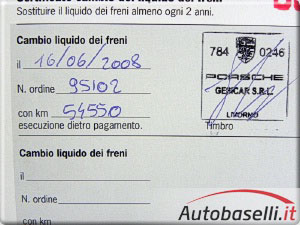 Sostituire il liquido dei freni almeno ogni 2 anni.
Cambio liquido dei freni
il 16/06/2008
N. ordine 95102
con km 54550
esecuzione dietro pagamento.
784 0246
PORSCHE
GESCAR S.R.L.
LIVORNO
Timbro
Cambio liquido dei freni
il
N. ordine
con km
Autobaselli.it